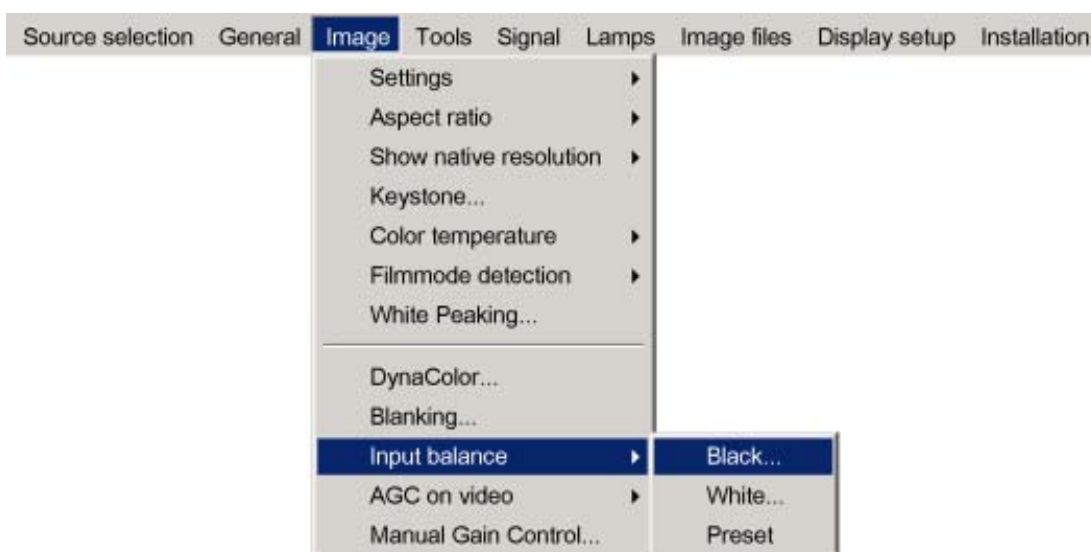 Source selection General Image Tools Signal Lamps Image files Display setup Installation
Settings
Aspect ratio
Show native resolution
Keystone...
Color temperature
Filmmode detection
White Peaking...
DynaColor...
Blanking...
Input balance Black...
AGC on video White...
Manual Gain Control... Preset